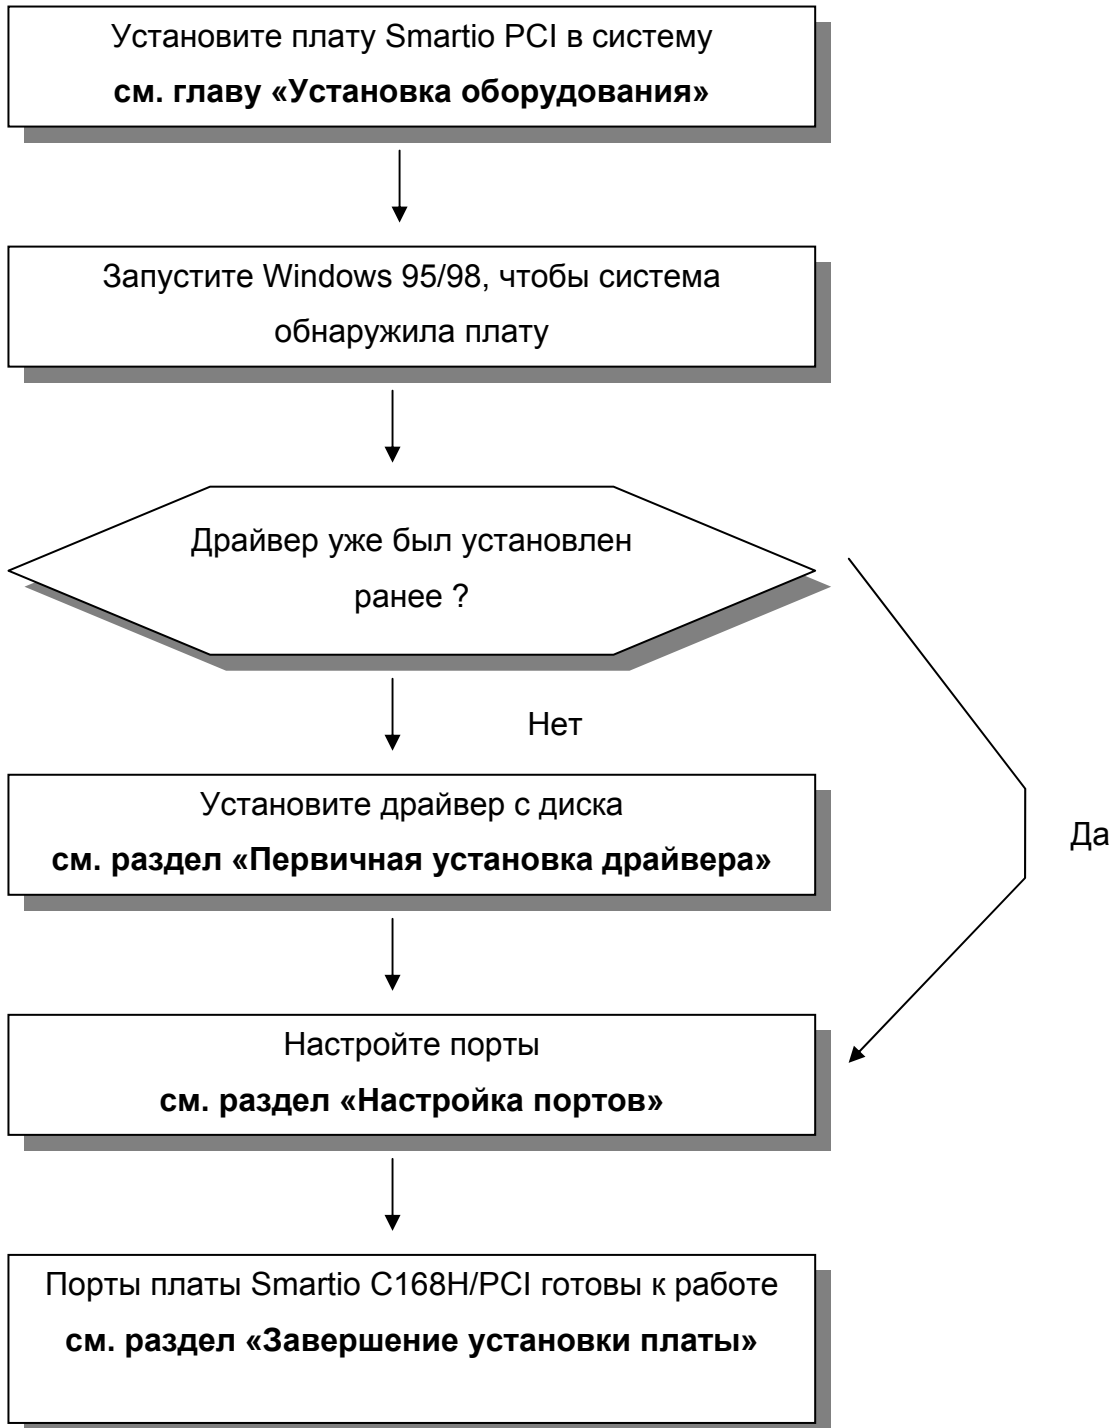 Установите плату Smartio PCI в систему
см. главу «Установка оборудования»
Запустите Windows 95/98, чтобы система
обнаружила плату
Драйвер уже был установлен
ранее ?
Нет
Установите драйвер с диска
см. раздел «Первичная установка драйвера»
Да
Настройте порты
см. раздел «Настройка портов»
Порты платы Smartio C168H/PCI готовы к работе
см. раздел «Завершение установки платы»